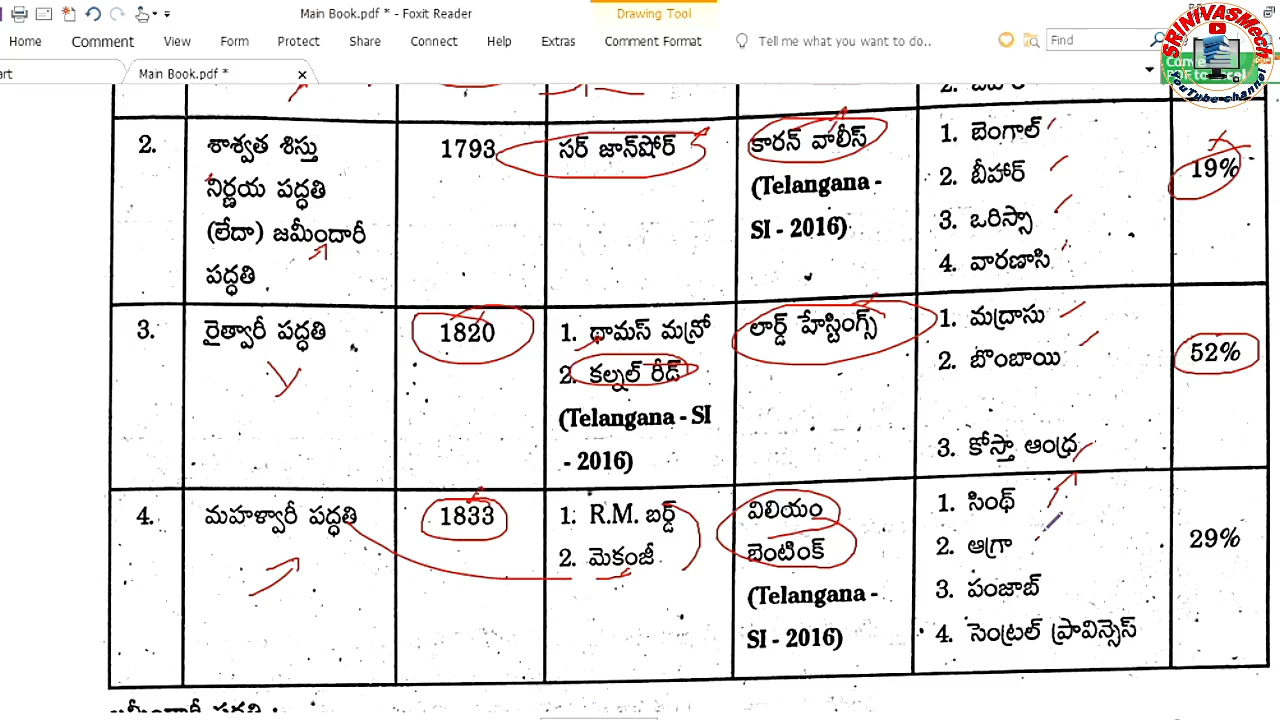 Main Book.pdf * - Foxit Reader
Drawing Tool
Home Comment View Form Protect Share Connect Help Extras Comment Format Tell me what you want to do.. Find
Main Book.pdf *
SRINIVASMech
YouTube channel
2. శాశ్వత శిస్తు నిర్ణయ పద్ధతి (లేదా) జమీందారీ పద్ధతి
1793
సర్ జాన్‌షోర్
కారన్ వాలీస్
(Telangana -
SI - 2016)
1. బెంగాల్
2. బీహార్
3. ఒరిస్సా
4. వారణాసి
19%
3. రైత్వారీ పద్ధతి
1820
1. థామస్ మన్రో
2. కల్నల్ రీడ్
(Telangana - SI
- 2016)
లార్డ్ హేస్టింగ్స్
1. మద్రాసు
2. బొంబాయి
3. కోస్తా ఆంధ్ర
52%
4. మహళ్వారీ పద్ధతి
1833
1. R.M. బర్డ్
2. మెకంజీ
విలియం
బెంటింక్
(Telangana -
SI - 2016)
1. సింధ్
2. ఆగ్రా
3. పంజాబ్
4. సెంట్రల్ ప్రావిన్సెస్
29%